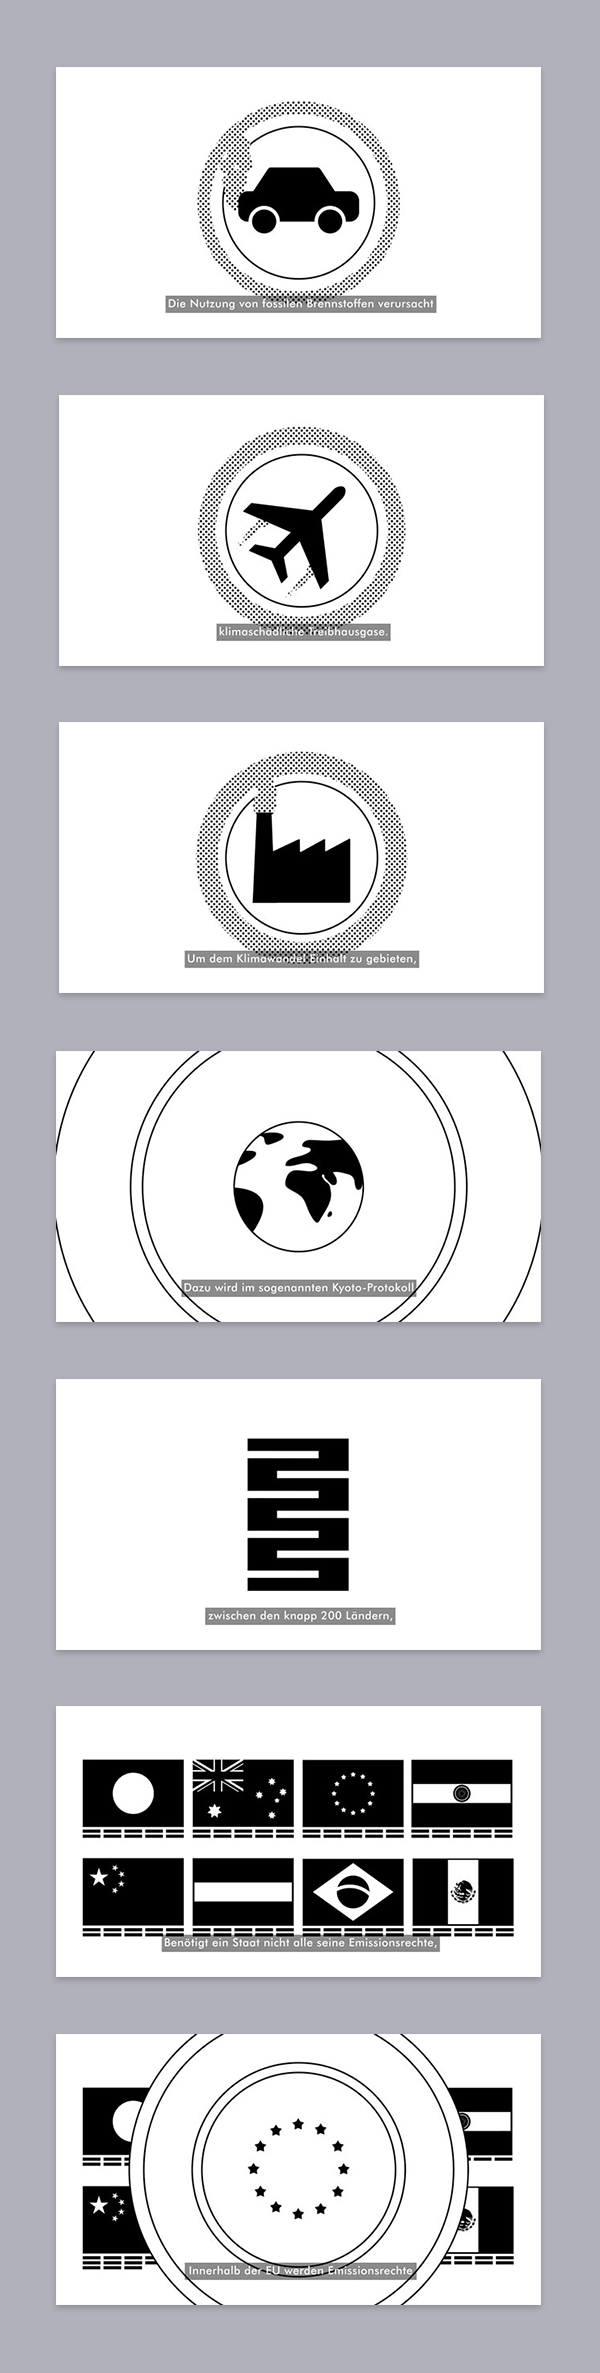 Die Nutzung von fossilen Brennstoffen verursacht
klimaschädliche Treibhausgase.
Um dem Klimawandel Einhalt zu gebieten,
Dazu wird im sogenannten Kyoto-Protokoll
zwischen den knapp 200 Ländern,
Benötigt ein Staat nicht alle seine Emissionsrechte,
Innerhalb der EU werden Emissionsrechte